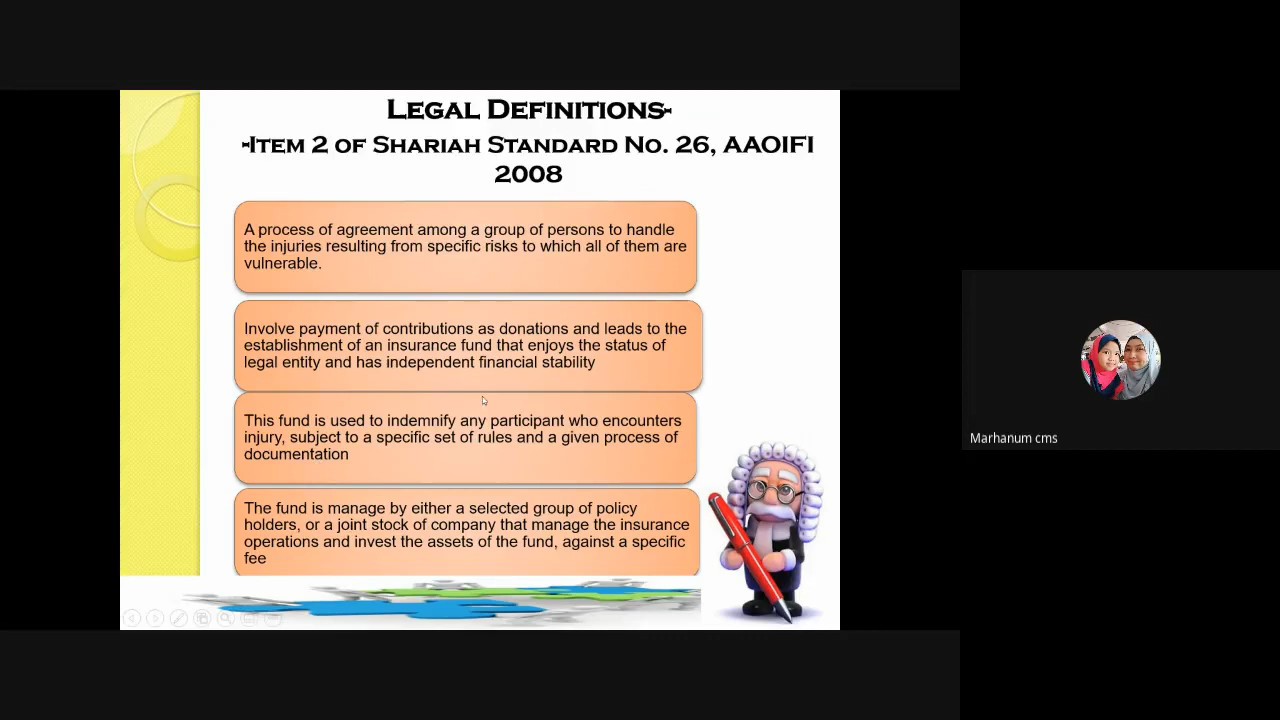 LEGAL DEFINITIONS-
-ITEM 2 OF SHARIAH STANDARD NO. 26, AAOIFI
2008
A process of agreement among a group of persons to handle
the injuries resulting from specific risks to which all of them are
vulnerable.
Involve payment of contributions as donations and leads to the
establishment of an insurance fund that enjoys the status of
legal entity and has independent financial stability
This fund is used to indemnify any participant who encounters
injury, subject to a specific set of rules and a given process of
documentation
The fund is manage by either a selected group of policy
holders, or a joint stock of company that manage the insurance
operations and invest the assets of the fund, against a specific
fee
Marhanum cms